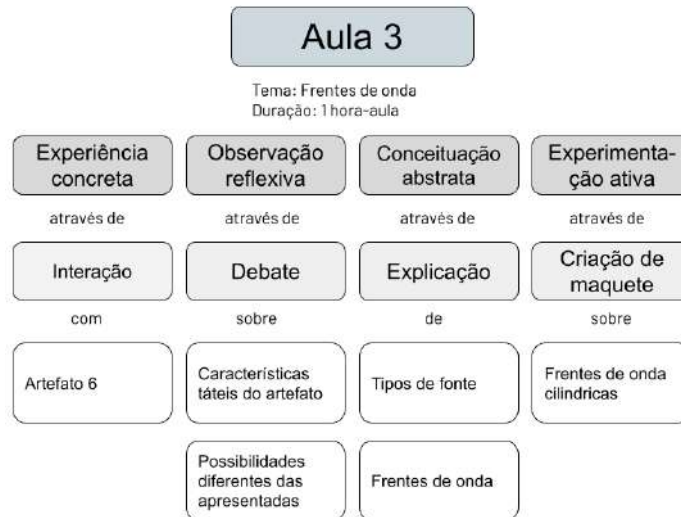 Aula 3
Tema: Frentes de onda
Duração: 1 hora-aula
Experiência
concreta
através de
Interação
com
Artefato 6
Observação
reflexiva
através de
Debate
sobre
Características
táteis do artefato
Possibilidades
diferentes das
apresentadas
Conceituação
abstrata
através de
Explicação
de
Tipos de fonte
Frentes de onda
Experimenta-
ção ativa
através de
Criação de
maquete
sobre
Frentes de onda
cilindricas